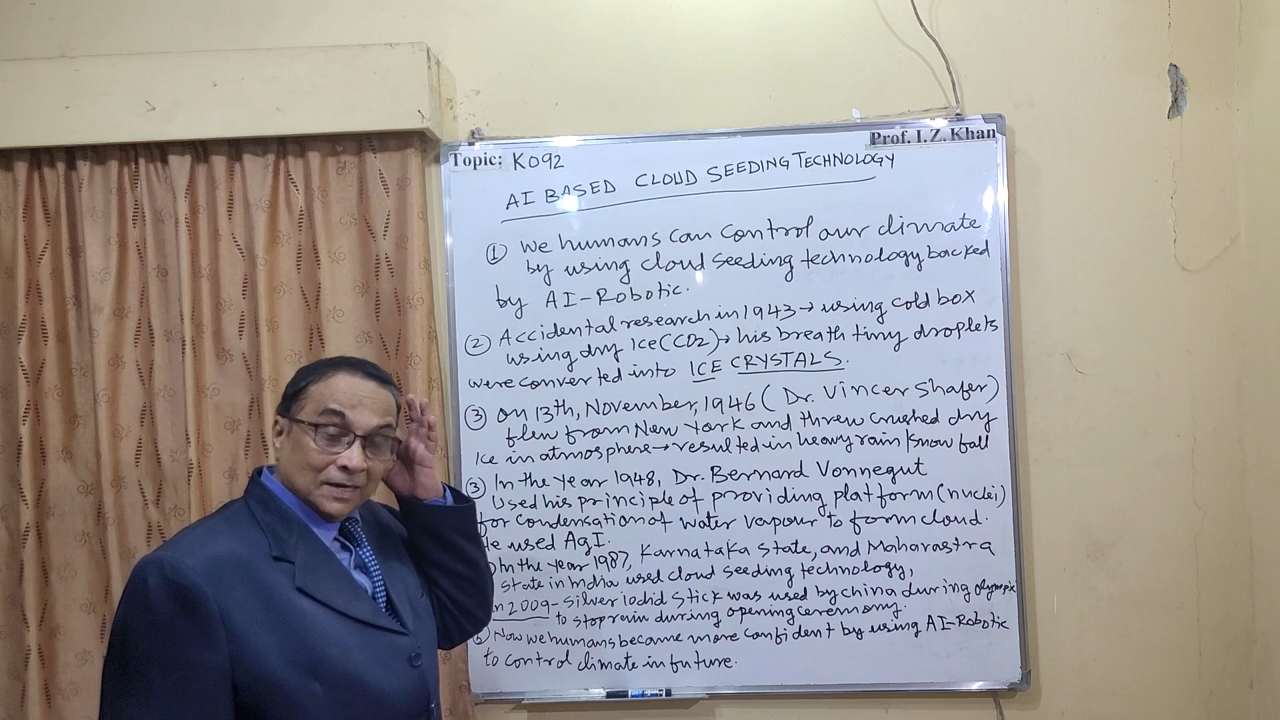 Prof. I.Z. Khan
Topic: K092
AI BASED CLOUD SEEDING TECHNOLOGY
① We humans can control our climate
by using cloud seeding technology backed
by AI-Robotic.
② Accidental research in 1943 → using cold box
using dry Ice (CO2) → his breath tiny droplets
were converted into ICE CRYSTALS.
③ On 13th, November, 1946 ( Dr. Vincer Shafer)
flew from New York and threw crushed dry
Ice in atmosphere → resulted in heavy rain / snow fall
③ In the Year 1948, Dr. Bernard Vonnegut
Used his principle of providing platform (nuclei)
for condensation of water vapour to form cloud.
He used AgI.
In the Year 1987, Karnataka state, and Maharastra
state in India used cloud seeding technology,
in 2009 - Silver iodid stick was used by china during olympic
to stop rain during opening ceremony.
Now we humans became more confident by using AI-Robotic
to control climate in future.